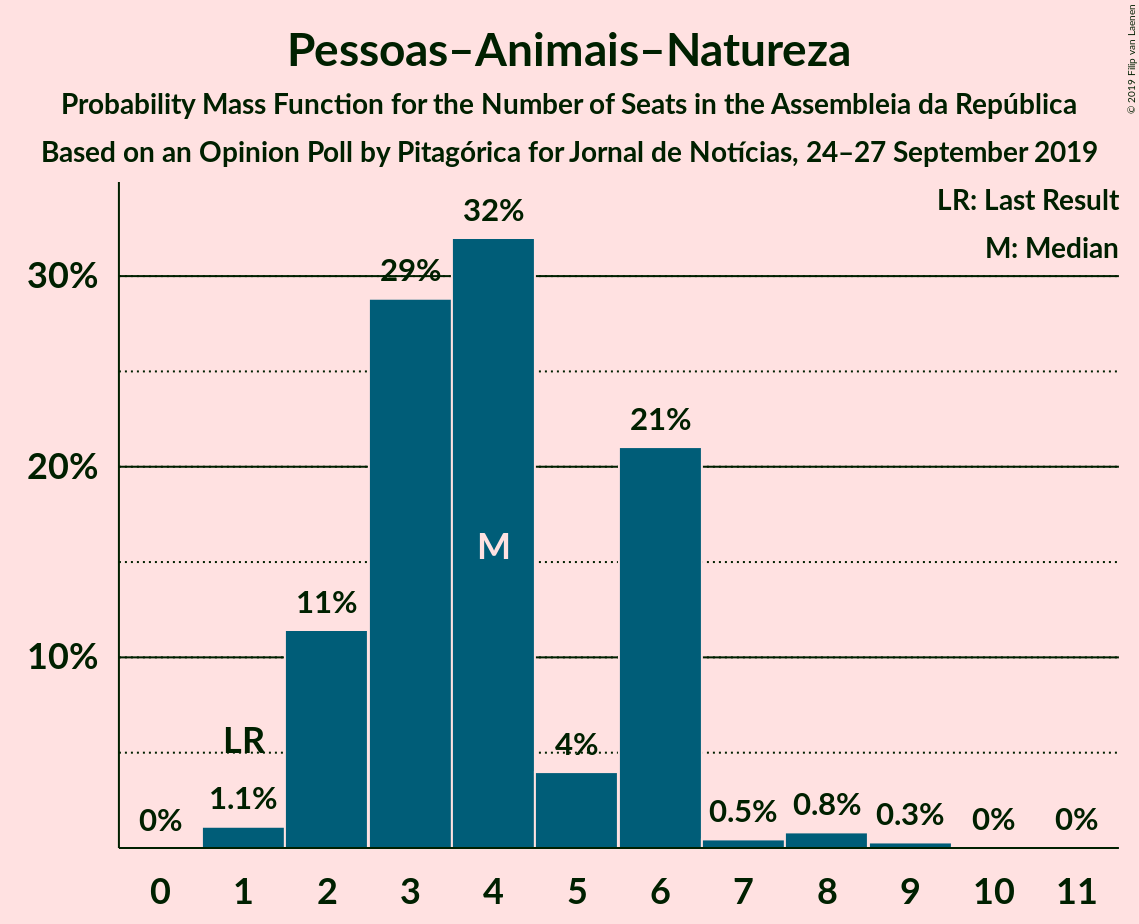 Pessoas–Animais–Natureza
Probability Mass Function for the Number of Seats in the Assembleia da República
Based on an Opinion Poll by Pitagórica for Jornal de Notícias, 24–27 September 2019
© 2019 Filip van Laenen
LR: Last Result
M: Median
30%
20%
10%
0%
LR
1.1%
11%
29%
32%
M
4%
21%
0.5%
0.8%
0.3%
0%
0%
0 1 2 3 4 5 6 7 8 9 10 11